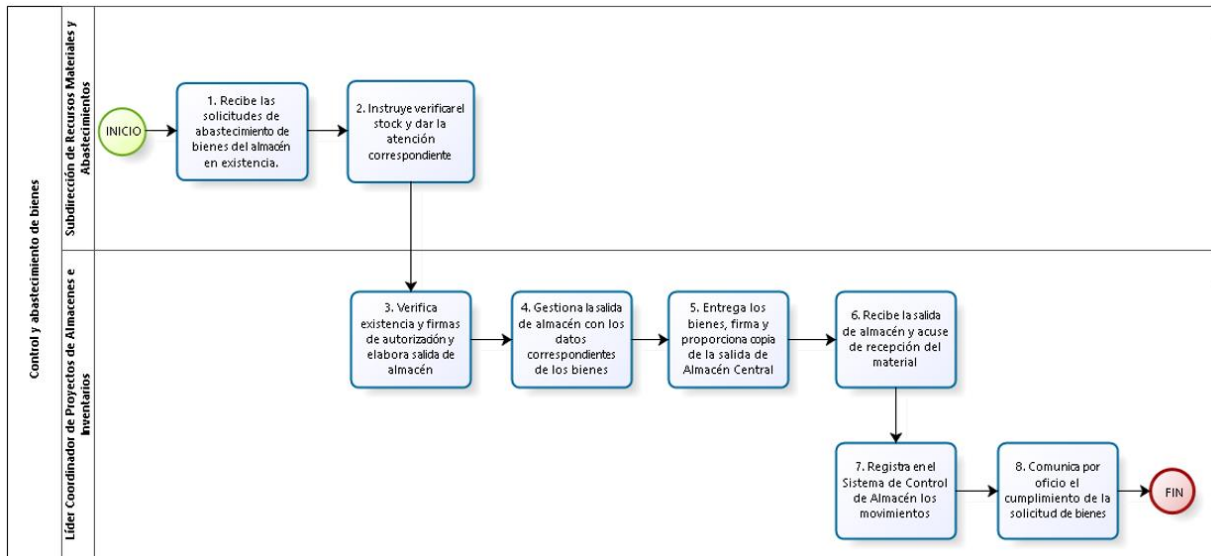 Control y abastecimiento de bienes
Subdirección de Recursos Materiales y
Abastecimientos
INICIO
1. Recibe las
solicitudes de
abastecimiento de
bienes del almacén
en existencia.
2. Instruye verificar el
stock y dar la
atención
correspondiente
Líder Coordinador de Proyectos de Almacenes e
Inventarios
3. Verifica
existencia y firmas
de autorización y
elabora salida de
almacén
4. Gestiona la salida
de almacén con los
datos
correspondientes
de los bienes
5. Entrega los
bienes, firma y
proporciona copia
de la salida de
Almacén Central
6. Recibe la salida
de almacén y acuse
de recepción del
material
7. Registra en el
Sistema de Control
de Almacén los
movimientos
8. Comunica por
oficio el
cumplimiento de la
solicitud de bienes
FIN